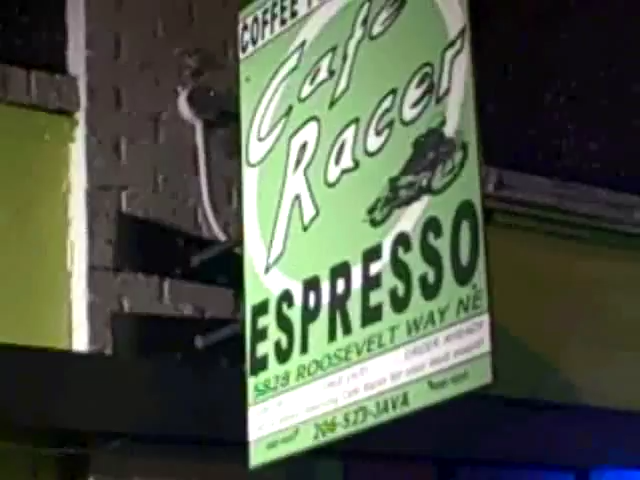 COFFEE
Cafe
Racer
ESPRESSO
5828 ROOSEVELT WAY NE
206-523-JAVA